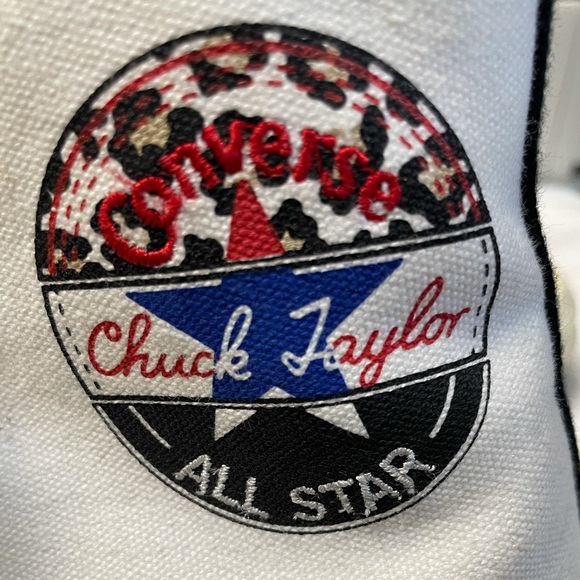 Converse
Chuck Taylor
ALL STAR